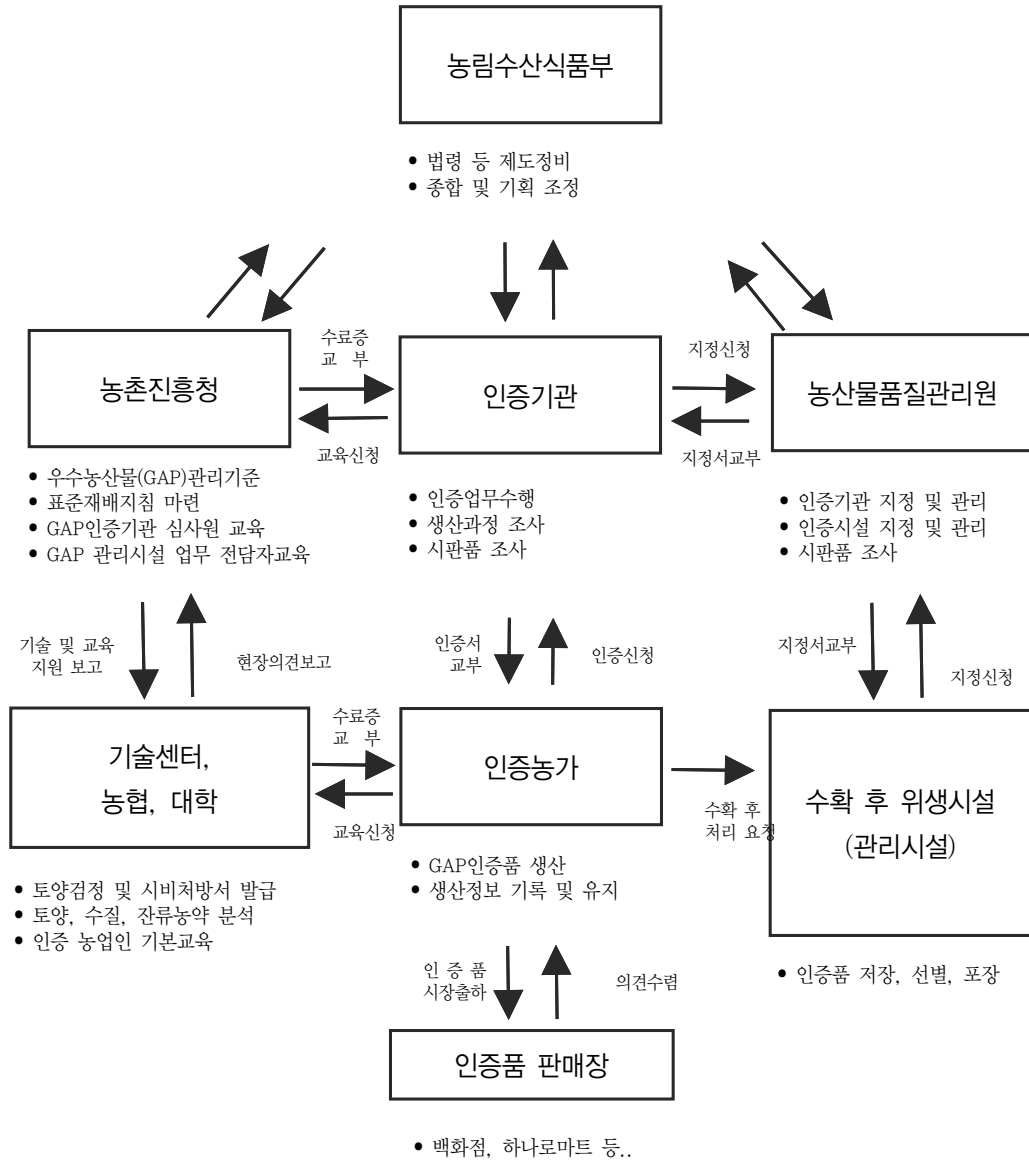 농림수산식품부
• 법령 등 제도정비
• 종합 및 기획 조정
농촌진흥청
수료증
교 부
교육신청
인증기관
지정신청
지정서교부
농산물품질관리원
• 우수농산물(GAP)관리기준
• 표준재배지침 마련
• GAP인증기관 심사원 교육
• GAP 관리시설 업무 전담자교육
• 인증업무수행
• 생산과정 조사
• 시판품 조사
• 인증기관 지정 및 관리
• 인증시설 지정 및 관리
• 시판품 조사
기술 및 교육
지원 보고
현장의견보고
인증서
교부
인증신청
지정서교부
지정신청
기술센터,
농협, 대학
수료증
교 부
교육신청
인증농가
수확 후
처리 요청
수확 후 위생시설
(관리시설)
• 토양검정 및 시비처방서 발급
• 토양, 수질, 잔류농약 분석
• 인증 농업인 기본교육
• GAP인증품 생산
• 생산정보 기록 및 유지
• 인증품 저장, 선별, 포장
인 증 품
시장출하
의견수렴
인증품 판매장
• 백화점, 하나로마트 등..